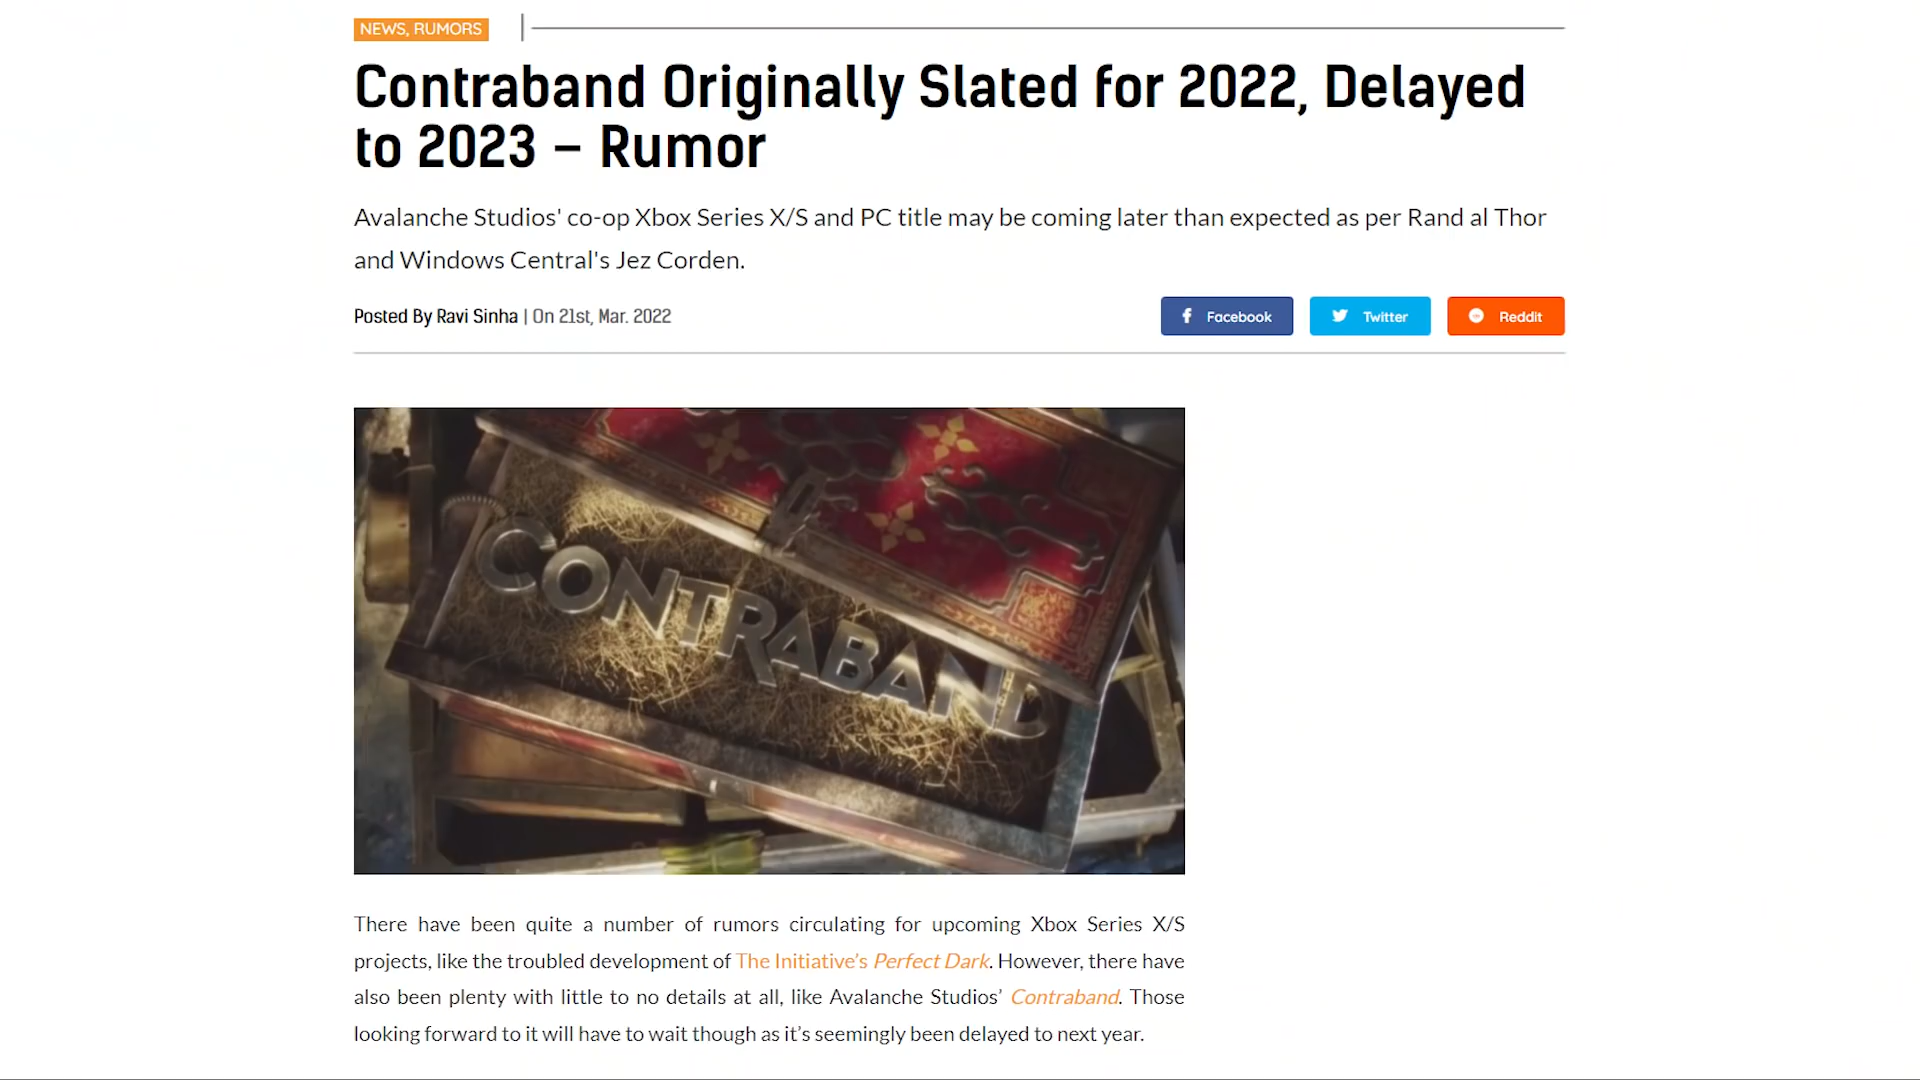 NEWS, RUMORS
Contraband Originally Slated for 2022, Delayed
to 2023 – Rumor
Avalanche Studios' co-op Xbox Series X/S and PC title may be coming later than expected as per Rand al Thor
and Windows Central's Jez Corden.
Posted By Ravi Sinha | On 21st, Mar. 2022
Facebook
Twitter
Reddit
CONTRABAND
There have been quite a number of rumors circulating for upcoming Xbox Series X/S
projects, like the troubled development of The Initiative’s Perfect Dark. However, there have
also been plenty with little to no details at all, like Avalanche Studios’ Contraband. Those
looking forward to it will have to wait though as it’s seemingly been delayed to next year.